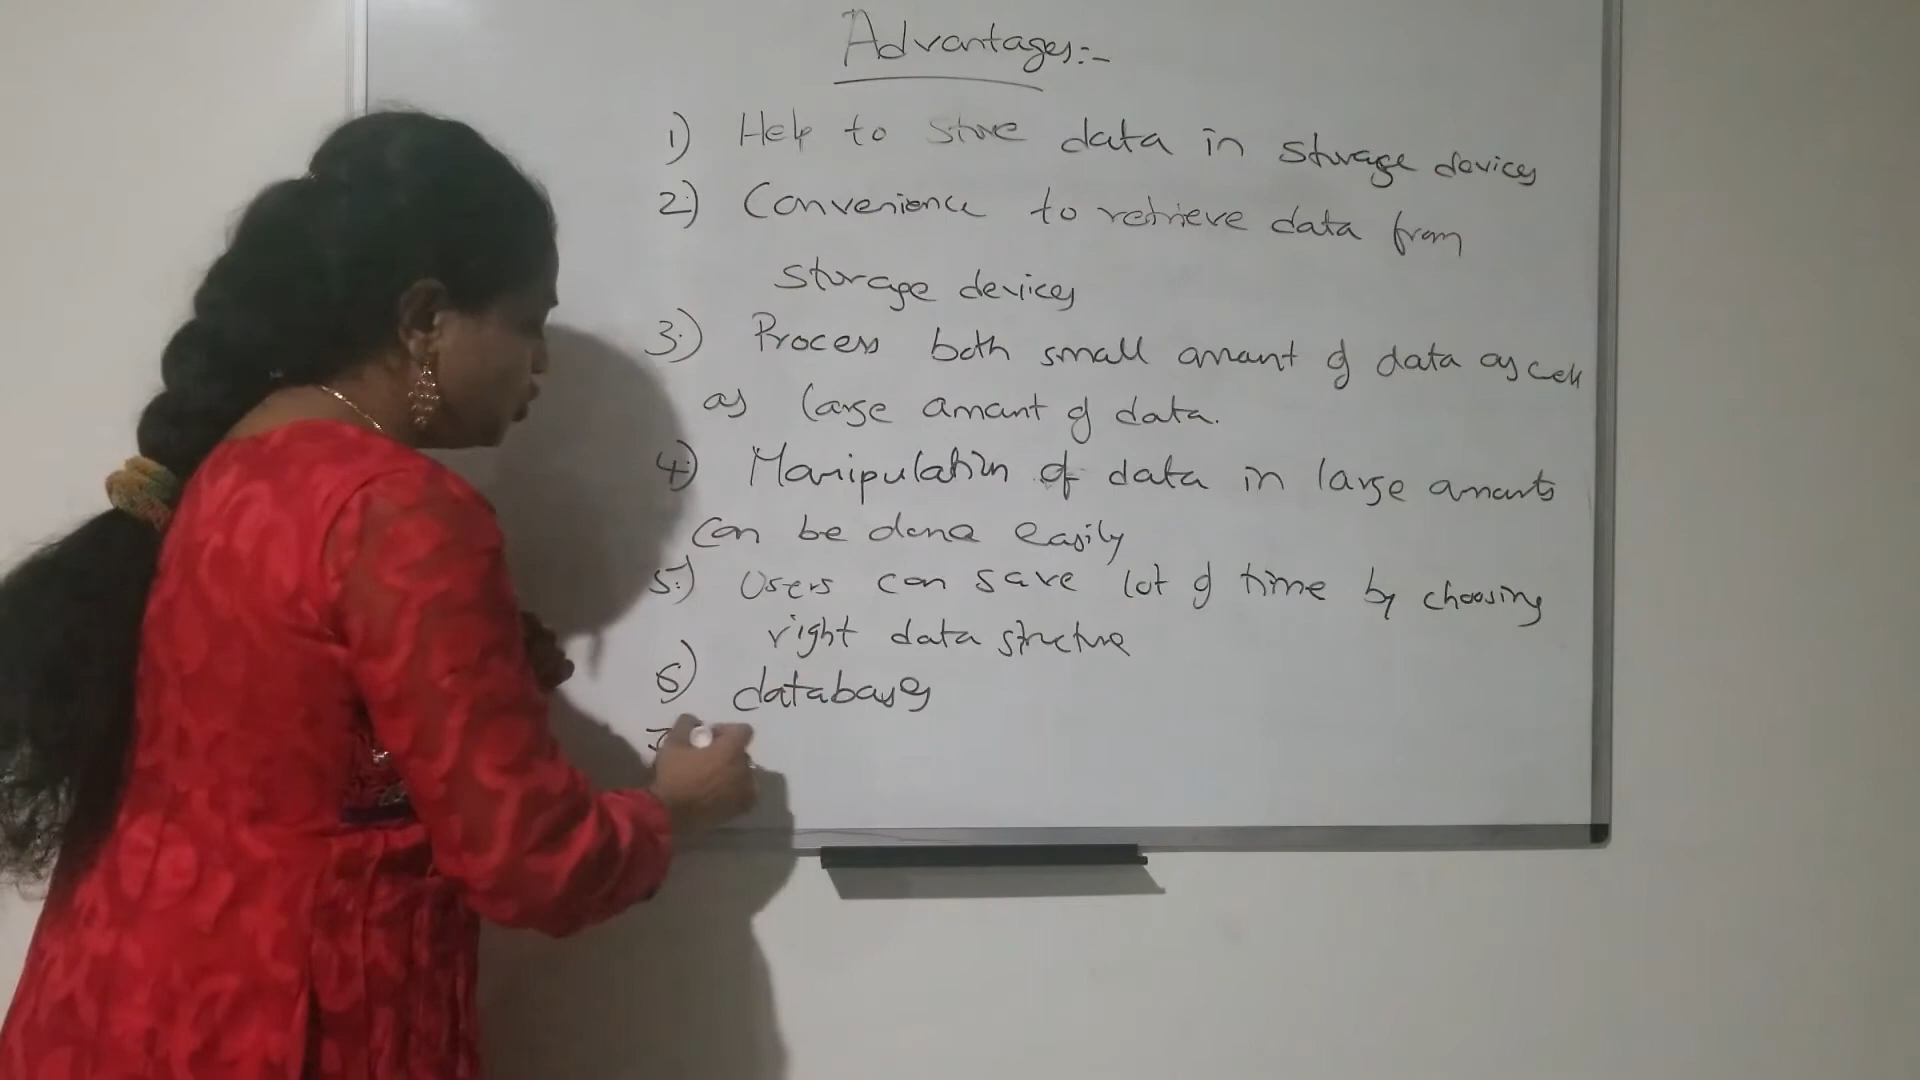 Advantages:-
1) Help to store data in storage devices
2) Convenience to retrieve data from
storage devices
3) Process both small amount of data as well
as large amount of data.
4) Manipulation of data in large amounts
can be done easily
5) Users can save lot of time by choosing
right data structure
6) databases
7